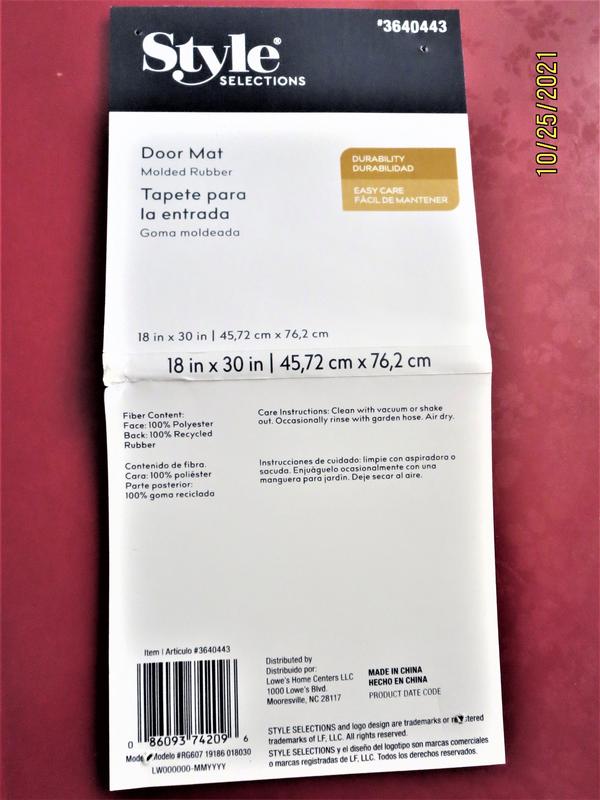 #3640443
Style®
SELECTIONS
10/25/2021
Door Mat
Molded Rubber
Tapete para
la entrada
Goma moldeada
DURABILITY
DURABILIDAD
EASY CARE
FÁCIL DE MANTENER
18 in x 30 in | 45,72 cm x 76,2 cm
18 in x 30 in | 45,72 cm x 76,2 cm
Fiber Content:
Face: 100% Polyester
Back: 100% Recycled
Rubber
Care Instructions: Clean with vacuum or shake
out. Occasionally rinse with garden hose. Air dry.
Contenido de fibra.
Cara: 100% poliéster
Parte posterior:
100% goma reciclada
Instrucciones de cuidado: limpie con aspiradora o
sacuda. Enjuáguelo ocasionalmente con una
manguera para jardín. Deje secar al aire.
Item | Artículo #3640443
0 86093 74209 6
Modelo #RG607 19186 018030
LW000000-MMYYYY
Distributed by
Distribuido por:
Lowe's Home Centers LLC
1000 Lowe's Blvd.
Mooresville, NC 28117
MADE IN CHINA
HECHO EN CHINA
PRODUCT DATE CODE
STYLE SELECTIONS and logo design are trademarks or
trademarks of LF, LLC. All rights reserved.
STYLE SELECTIONS y el diseño del logotipo son marcas comerciales
o marcas registradas de LF, LLC. Todos los derechos reservados.